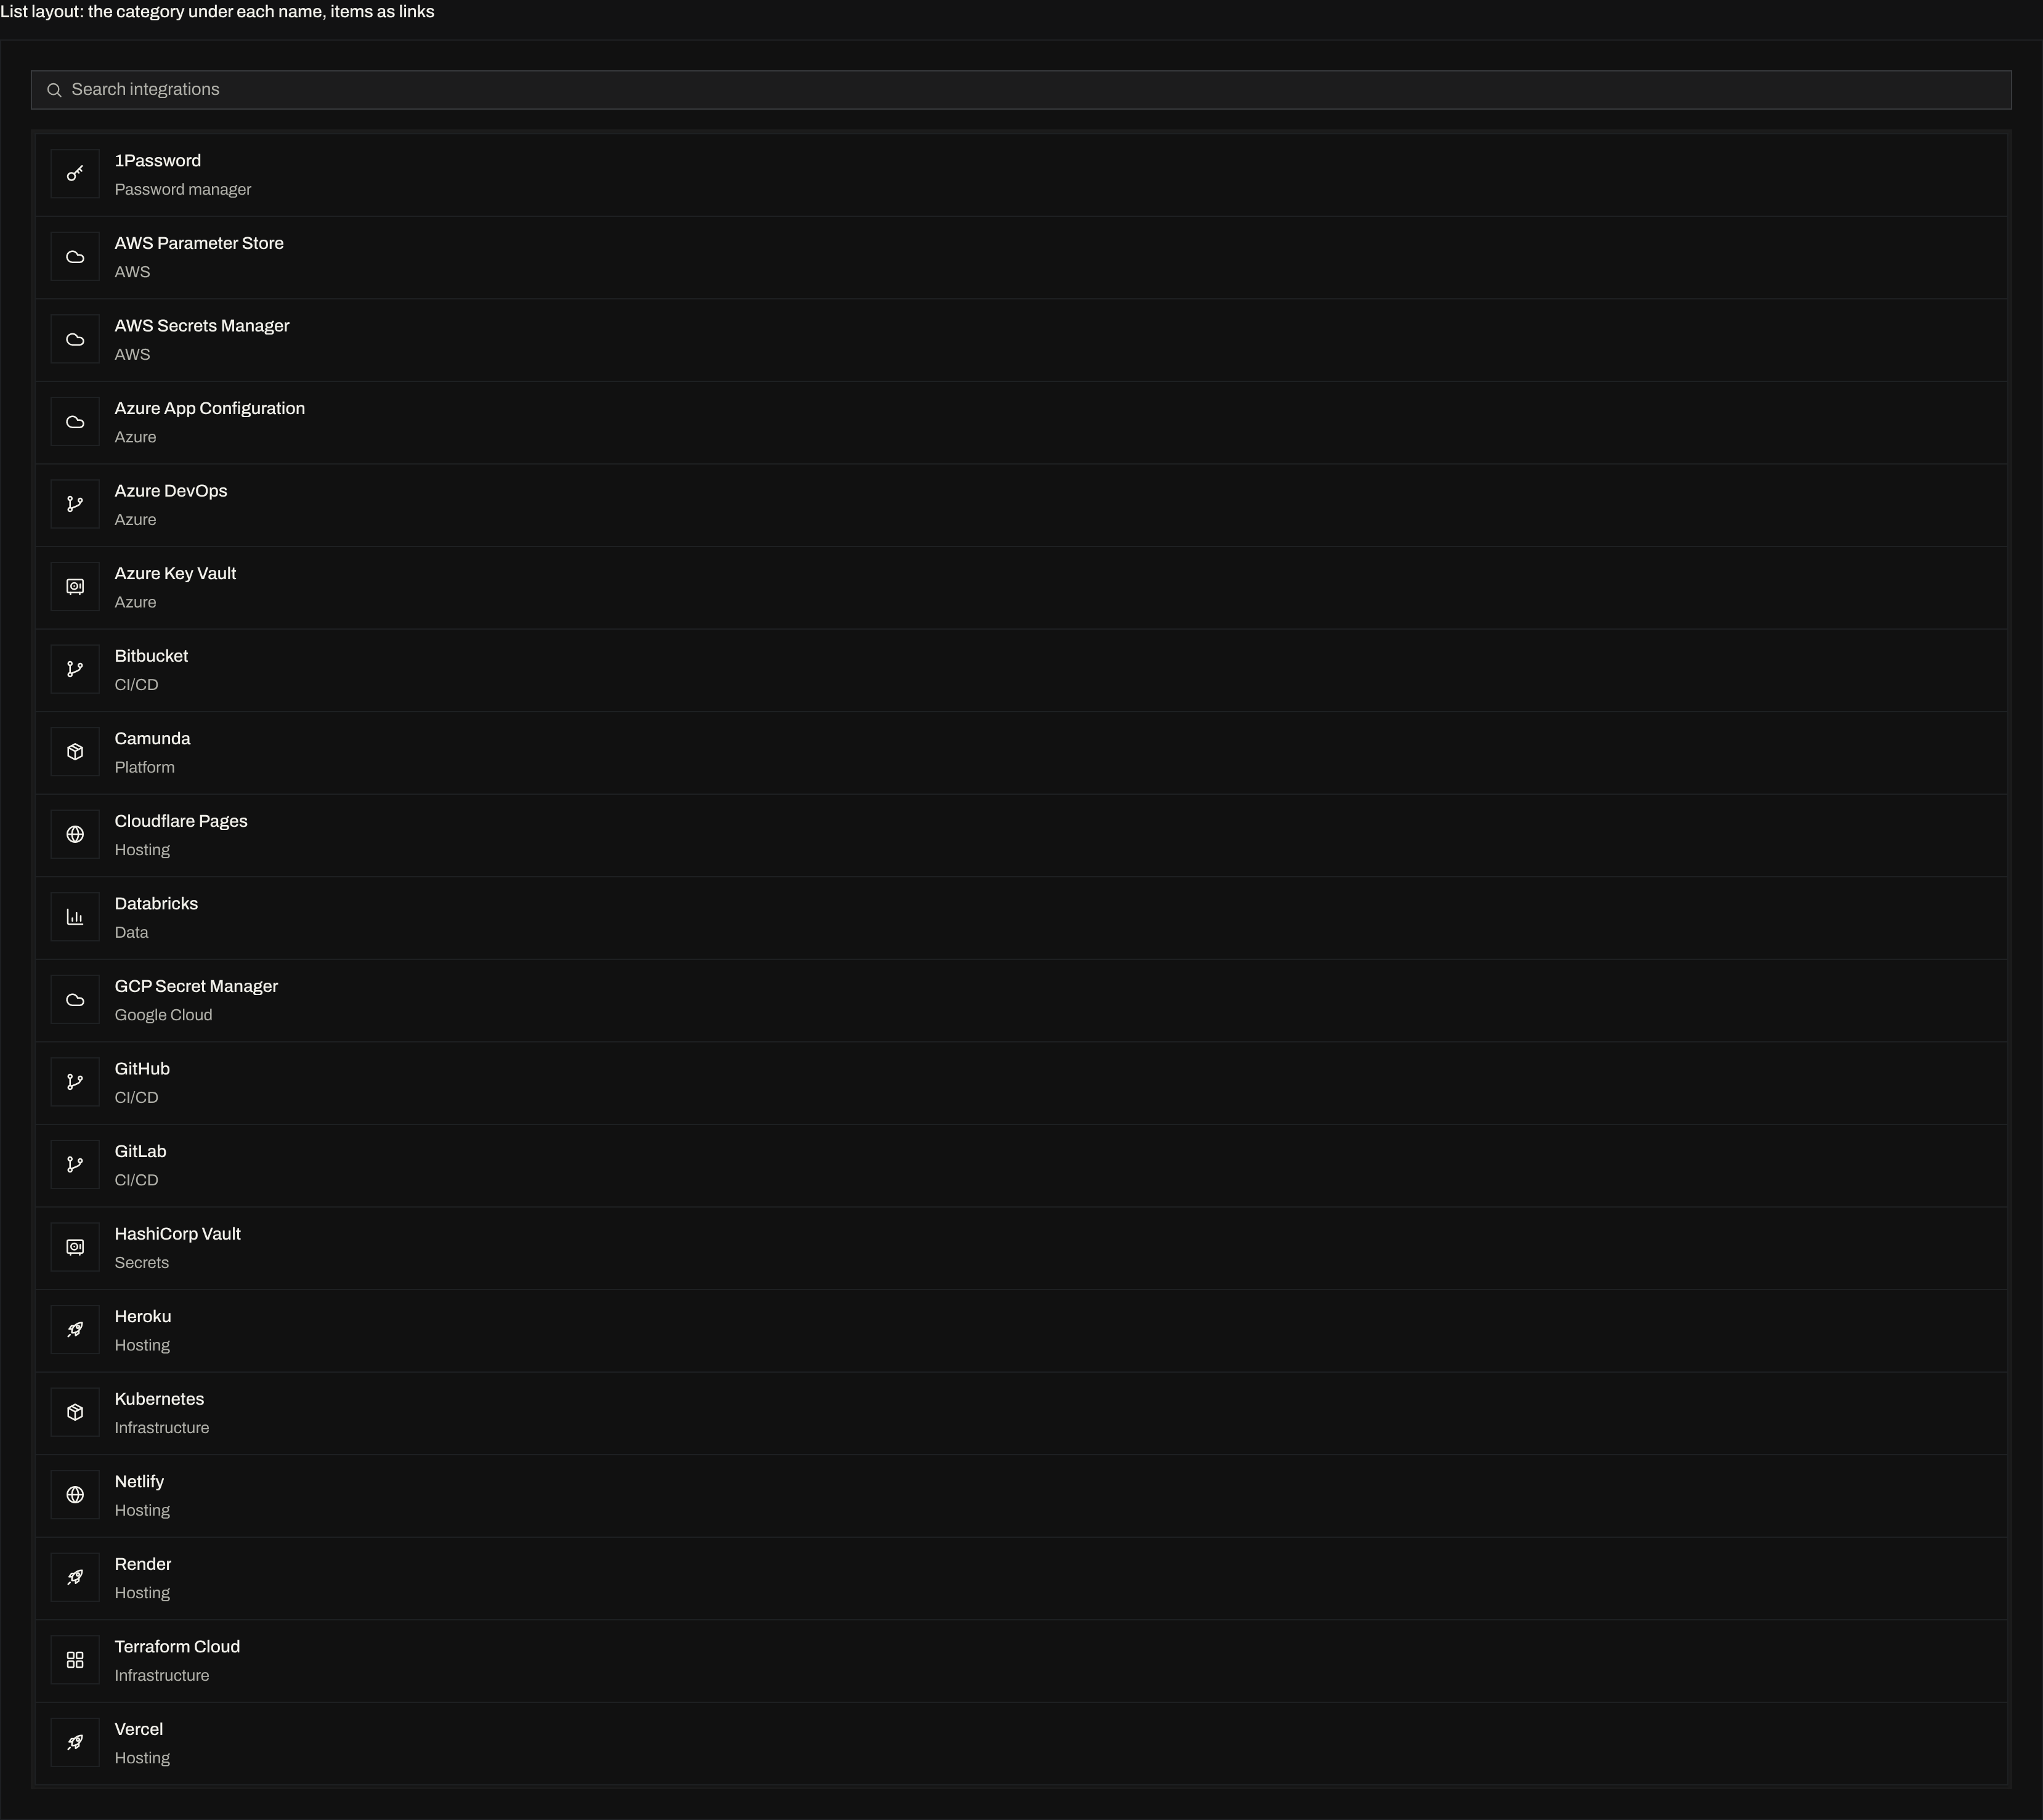 List layout: the category under each name, items as links
Search integrations
1Password
Password manager
AWS Parameter Store
AWS
AWS Secrets Manager
AWS
Azure App Configuration
Azure
Azure DevOps
Azure
Azure Key Vault
Azure
Bitbucket
CI/CD
Camunda
Platform
Cloudflare Pages
Hosting
Databricks
Data
GCP Secret Manager
Google Cloud
GitHub
CI/CD
GitLab
CI/CD
HashiCorp Vault
Secrets
Heroku
Hosting
Kubernetes
Infrastructure
Netlify
Hosting
Render
Hosting
Terraform Cloud
Infrastructure
Vercel
Hosting